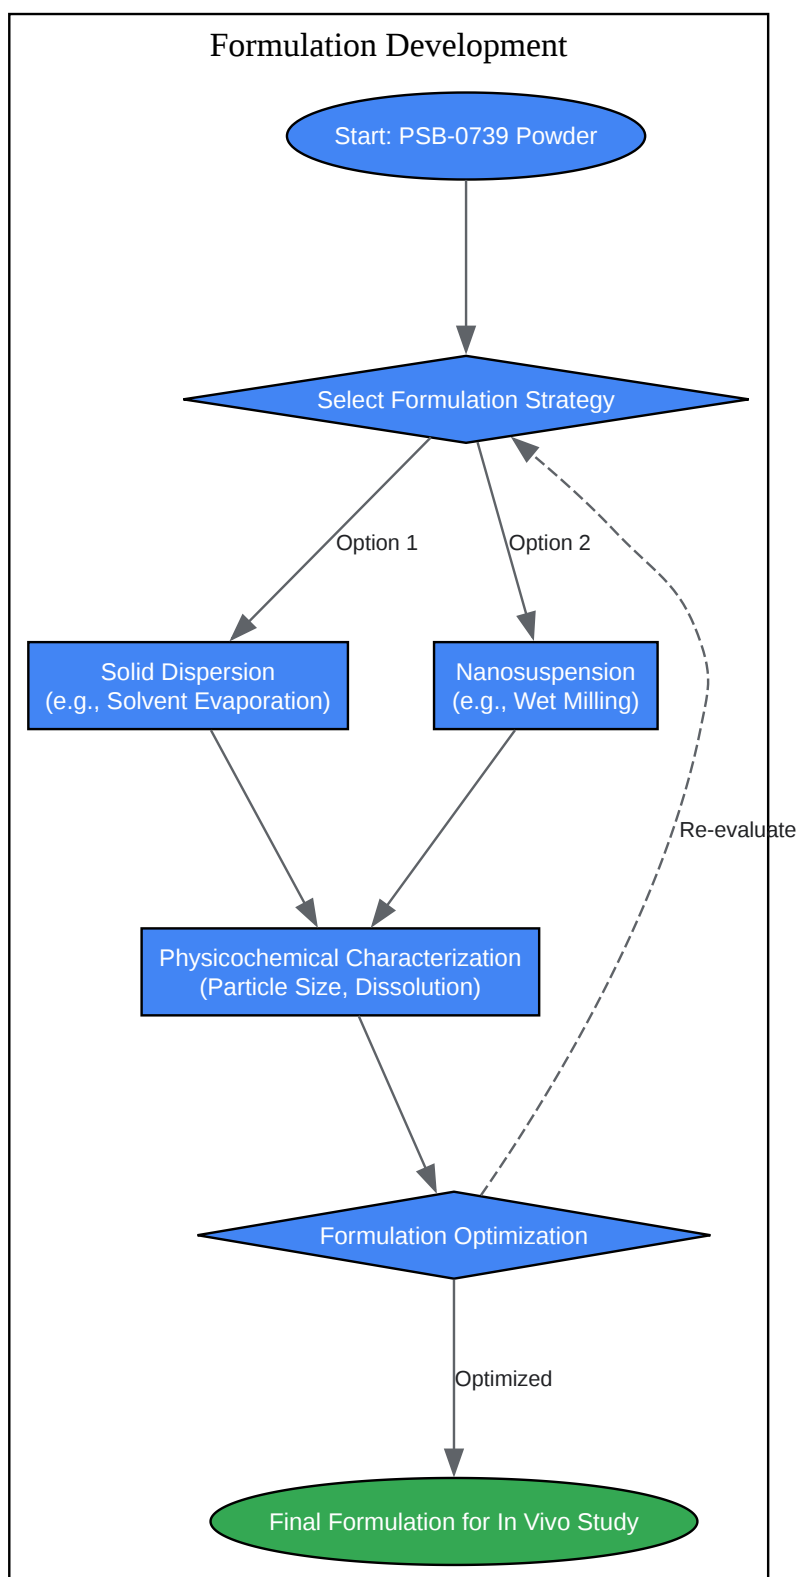 Formulation Development
Start: PSB-0739 Powder
Select Formulation Strategy
Option 1
Option 2
Solid Dispersion
(e.g., Solvent Evaporation)
Nanosuspension
(e.g., Wet Milling)
Re-evaluate
Physicochemical Characterization
(Particle Size, Dissolution)
Formulation Optimization
Optimized
Final Formulation for In Vivo Study